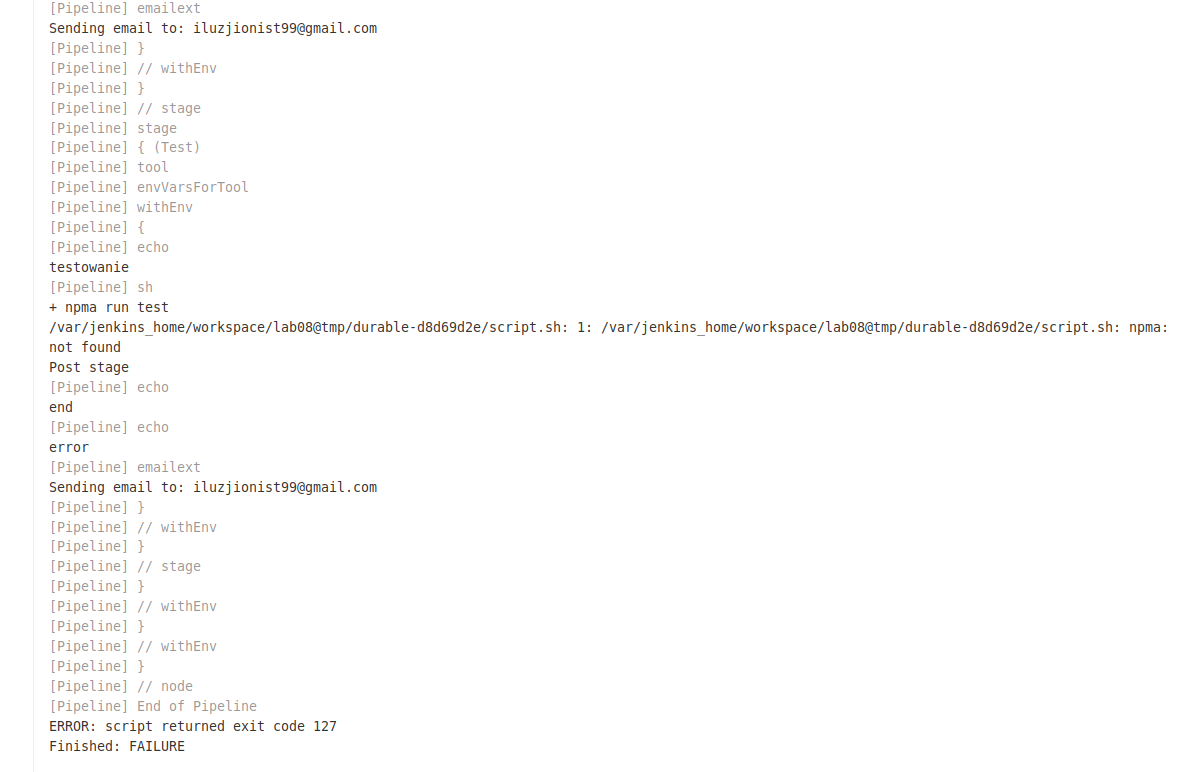 [Pipeline] emailext
Sending email to: iluzjionist99@gmail.com
[Pipeline] }
[Pipeline] // withEnv
[Pipeline] }
[Pipeline] // stage
[Pipeline] stage
[Pipeline] { (Test)
[Pipeline] tool
[Pipeline] envVarsForTool
[Pipeline] withEnv
[Pipeline] {
[Pipeline] echo
testowanie
[Pipeline] sh
+ npma run test
/var/jenkins_home/workspace/lab08@tmp/durable-d8d69d2e/script.sh: 1: /var/jenkins_home/workspace/lab08@tmp/durable-d8d69d2e/script.sh: npma:
not found
Post stage
[Pipeline] echo
end
[Pipeline] echo
error
[Pipeline] emailext
Sending email to: iluzjionist99@gmail.com
[Pipeline] }
[Pipeline] // withEnv
[Pipeline] }
[Pipeline] // stage
[Pipeline] }
[Pipeline] // withEnv
[Pipeline] }
[Pipeline] // withEnv
[Pipeline] }
[Pipeline] // node
[Pipeline] End of Pipeline
ERROR: script returned exit code 127
Finished: FAILURE